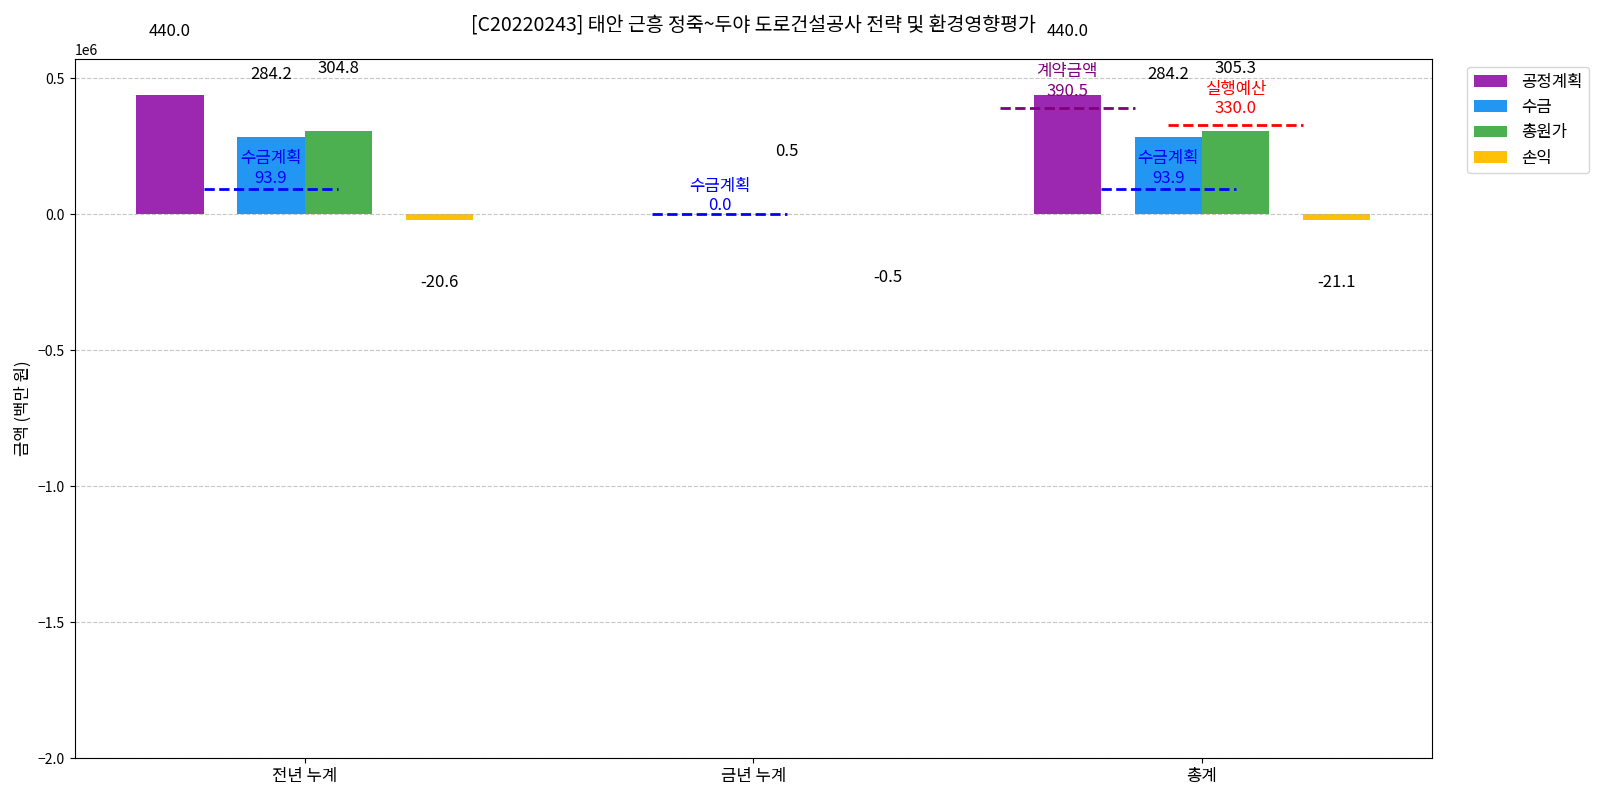 [C20220243] 태안 근흥 정죽~두야 도로건설공사 전략 및 환경영향평가
1e6
금액 (백만 원)
0.5
0.0
−0.5
−1.0
−1.5
−2.0
440.0
284.2
304.8
수금계획
93.9
-20.6
수금계획
0.0
0.5
-0.5
440.0
계약금액
390.5
284.2
305.3
실행예산
330.0
수금계획
93.9
-21.1
전년 누계
금년 누계
총계
공정계획
수금
총원가
손익